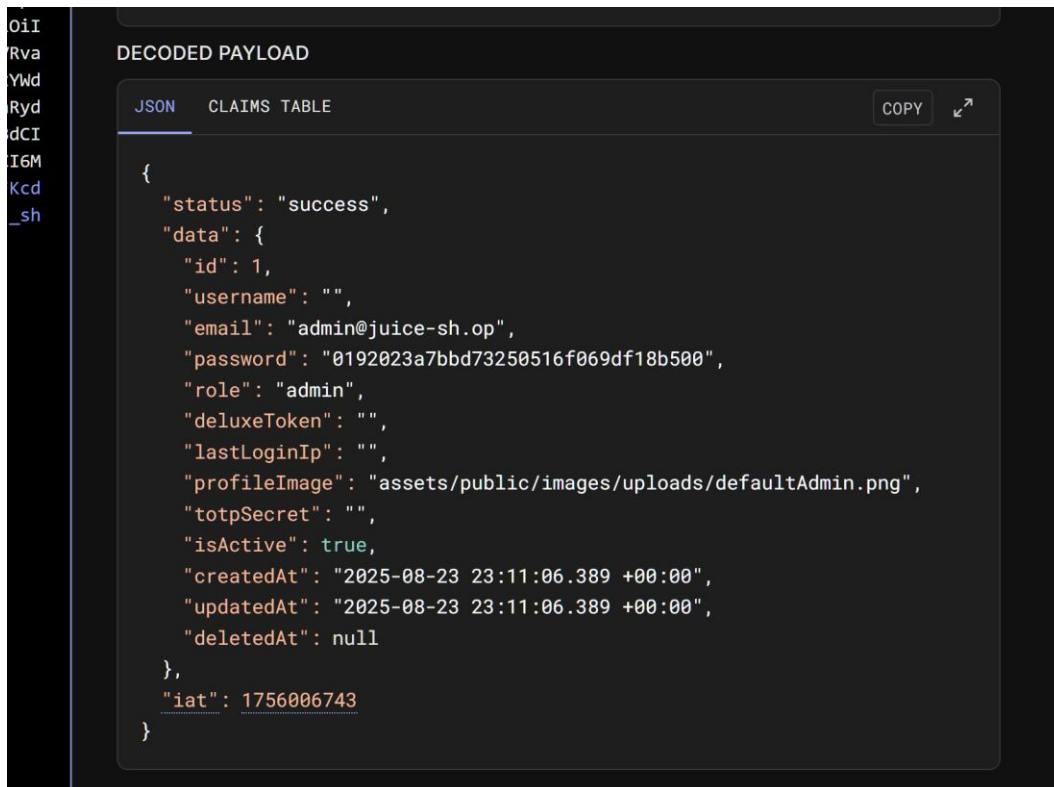 OiI
Rva
YWd
Ryd
dCI
I6M
Kcd
_sh
DECODED PAYLOAD
JSON CLAIMS TABLE COPY
{
"status": "success",
"data": {
"id": 1,
"username": "",
"email": "admin@juice-sh.op",
"password": "0192023a7bbd73250516f069df18b500",
"role": "admin",
"deluxeToken": "",
"lastLoginIp": "",
"profileImage": "assets/public/images/uploads/defaultAdmin.png",
"totpSecret": "",
"isActive": true,
"createdAt": "2025-08-23 23:11:06.389 +00:00",
"updatedAt": "2025-08-23 23:11:06.389 +00:00",
"deletedAt": null
},
"iat": 1756006743
}